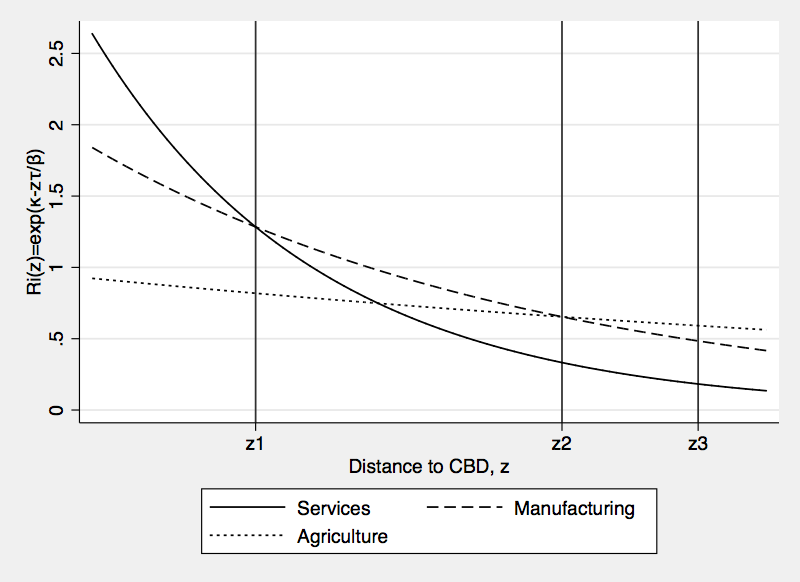 2.5
2
1.5
1
.5
0
Ri(z)=exp(κ-zτ/β)
z1 z2 z3
Distance to CBD, z
Services Manufacturing
Agriculture